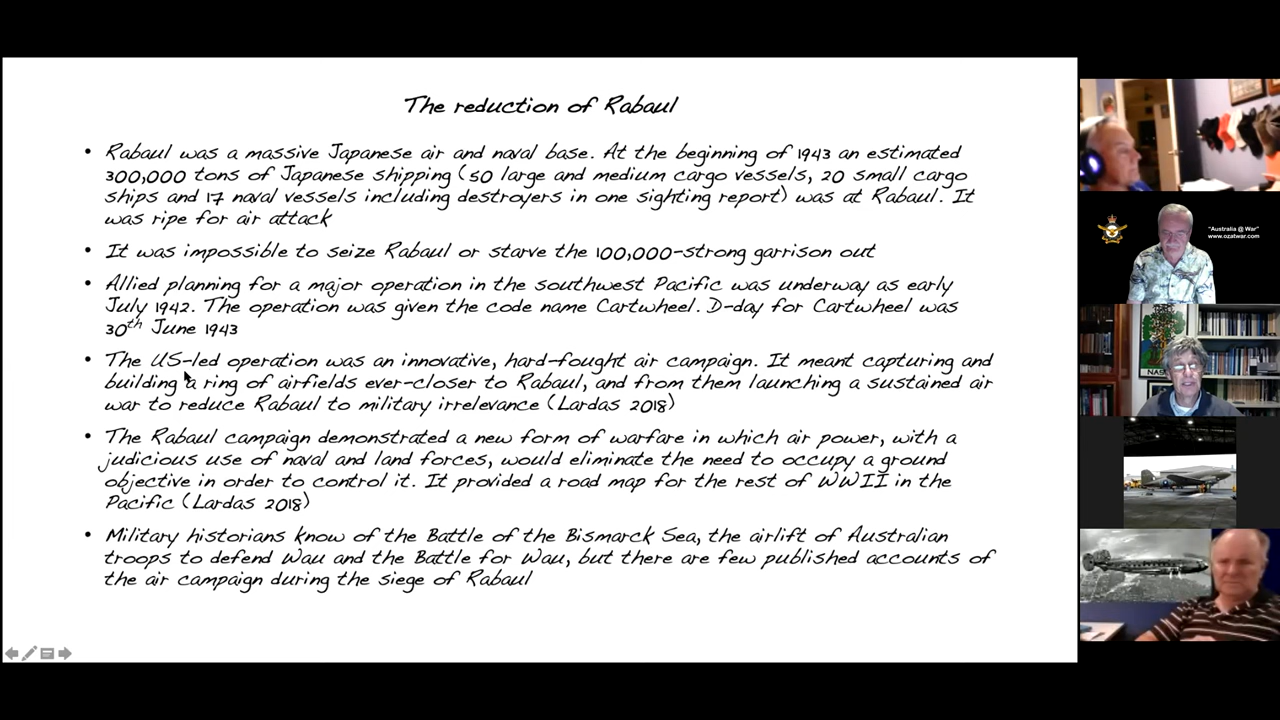 The reduction of Rabaul
• Rabaul was a massive Japanese air and naval base. At the beginning of 1943 an estimated
300,000 tons of Japanese shipping (50 large and medium cargo vessels, 20 small cargo
ships and 17 naval vessels including destroyers in one sighting report) was at Rabaul. It
was ripe for air attack
• It was impossible to seize Rabaul or starve the 100,000-strong garrison out
• Allied planning for a major operation in the southwest Pacific was underway as early
July 1942. The operation was given the code name Cartwheel. D-day for Cartwheel was
30th June 1943
• The US-led operation was an innovative, hard-fought air campaign. It meant capturing and
building a ring of airfields ever-closer to Rabaul, and from them launching a sustained air
war to reduce Rabaul to military irrelevance (Lardas 2018)
• The Rabaul campaign demonstrated a new form of warfare in which air power, with a
judicious use of naval and land forces, would eliminate the need to occupy a ground
objective in order to control it. It provided a road map for the rest of WWII in the
Pacific (Lardas 2018)
• Military historians know of the Battle of the Bismarck Sea, the airlift of Australian
troops to defend Wau and the Battle for Wau, but there are few published accounts of
the air campaign during the siege of Rabaul
"Australia @ War"
www.ozatwar.com
NAS